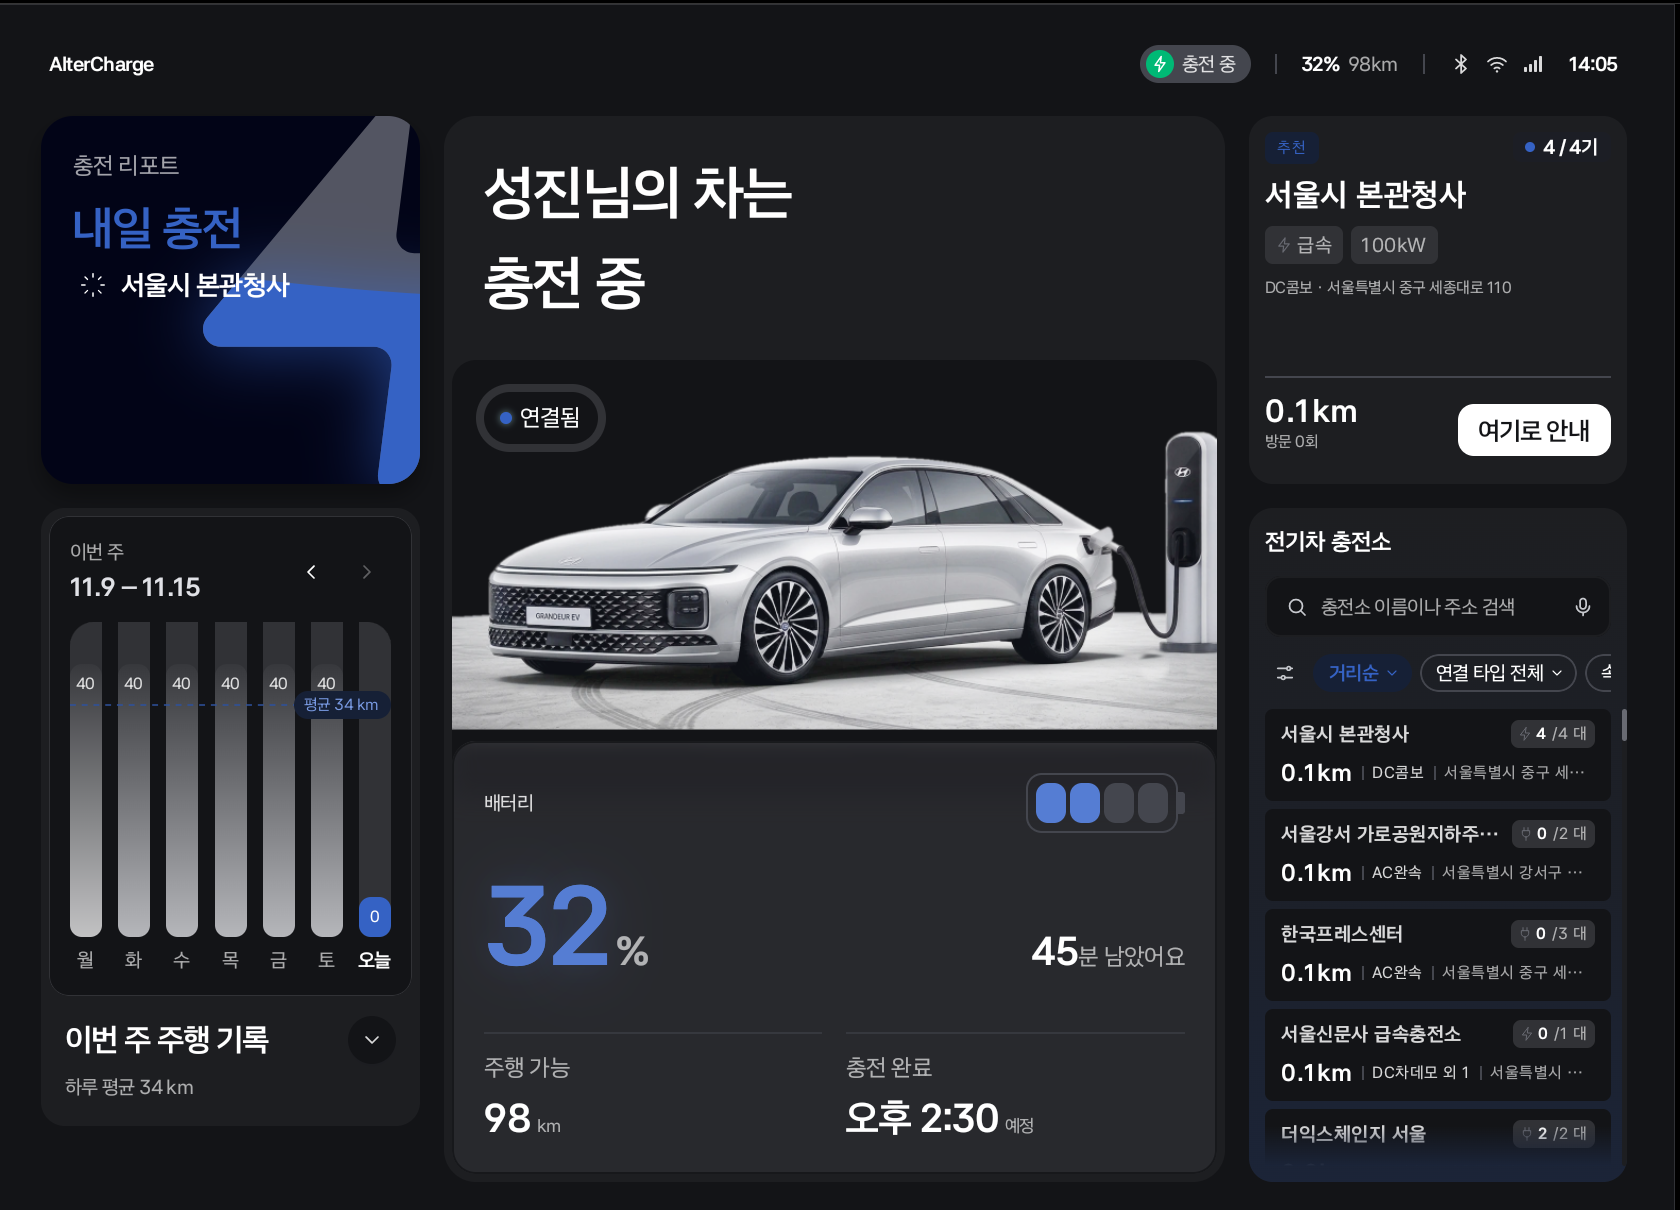 AlterCharge
충전 중
32% 98km
14:05
충전 리포트
내일 충전
서울시 본관청사
이번 주
11.9 – 11.15
40 40 40 40 40 40
평균 34 km
0
월 화 수 목 금 토 오늘
이번 주 주행 기록
하루 평균 34 km
성진님의 차는
충전 중
연결됨
GRANDEUR EV
배터리
32 %
45분 남았어요
주행 가능
98 km
충전 완료
오후 2:30 예정
추천
4 / 4기
서울시 본관청사
급속 100kW
DC콤보 · 서울특별시 중구 세종대로 110
0.1km
방문 0회
여기로 안내
전기차 충전소
충전소 이름이나 주소 검색
거리순 연결 타입 전체
서울시 본관청사 4 /4 대
0.1km | DC콤보 | 서울특별시 중구 세···
서울강서 가로공원지하주··· 0 /2 대
0.1km | AC완속 | 서울특별시 강서구 ···
한국프레스센터 0 /3 대
0.1km | AC완속 | 서울특별시 중구 세···
서울신문사 급속충전소 0 /1 대
0.1km | DC차데모 외 1 | 서울특별시 ···
더익스체인지 서울 2 /2 대